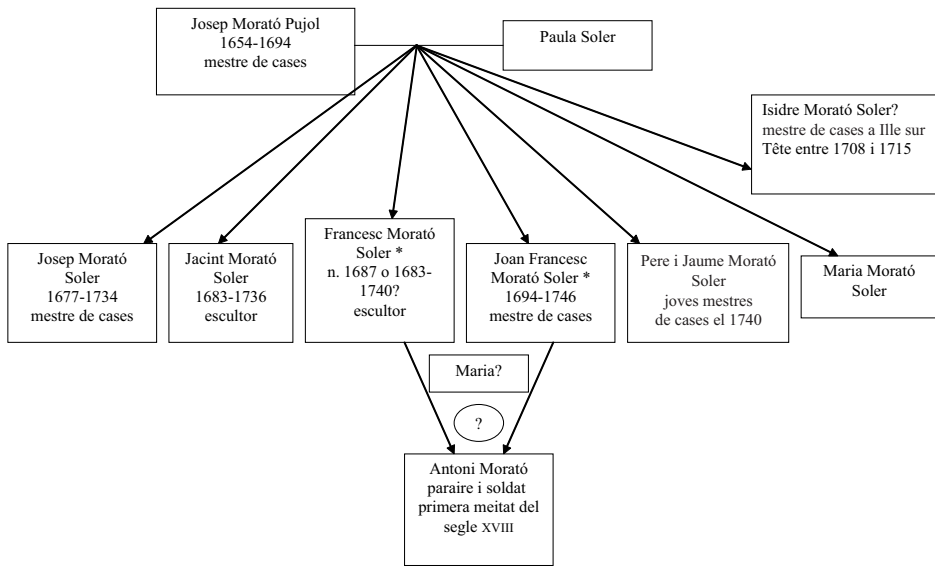 Josep Morató Pujol
1654-1694
mestre de cases
Paula Soler
Isidre Morató Soler?
mestre de cases a Ille sur
Tête entre 1708 i 1715
Josep Morató
Soler
1677-1734
mestre de cases
Jacint Morató
Soler
1683-1736
escultor
Francesc Morató
Soler *
n. 1687 o 1683-
1740?
escultor
Joan Francesc
Morató Soler *
1694-1746
mestre de cases
Pere i Jaume Morató
Soler
joves mestres
de cases el 1740
Maria Morató
Soler
Maria?
?
Antoni Morató
paraire i soldat
primera meitat del
segle XVIII